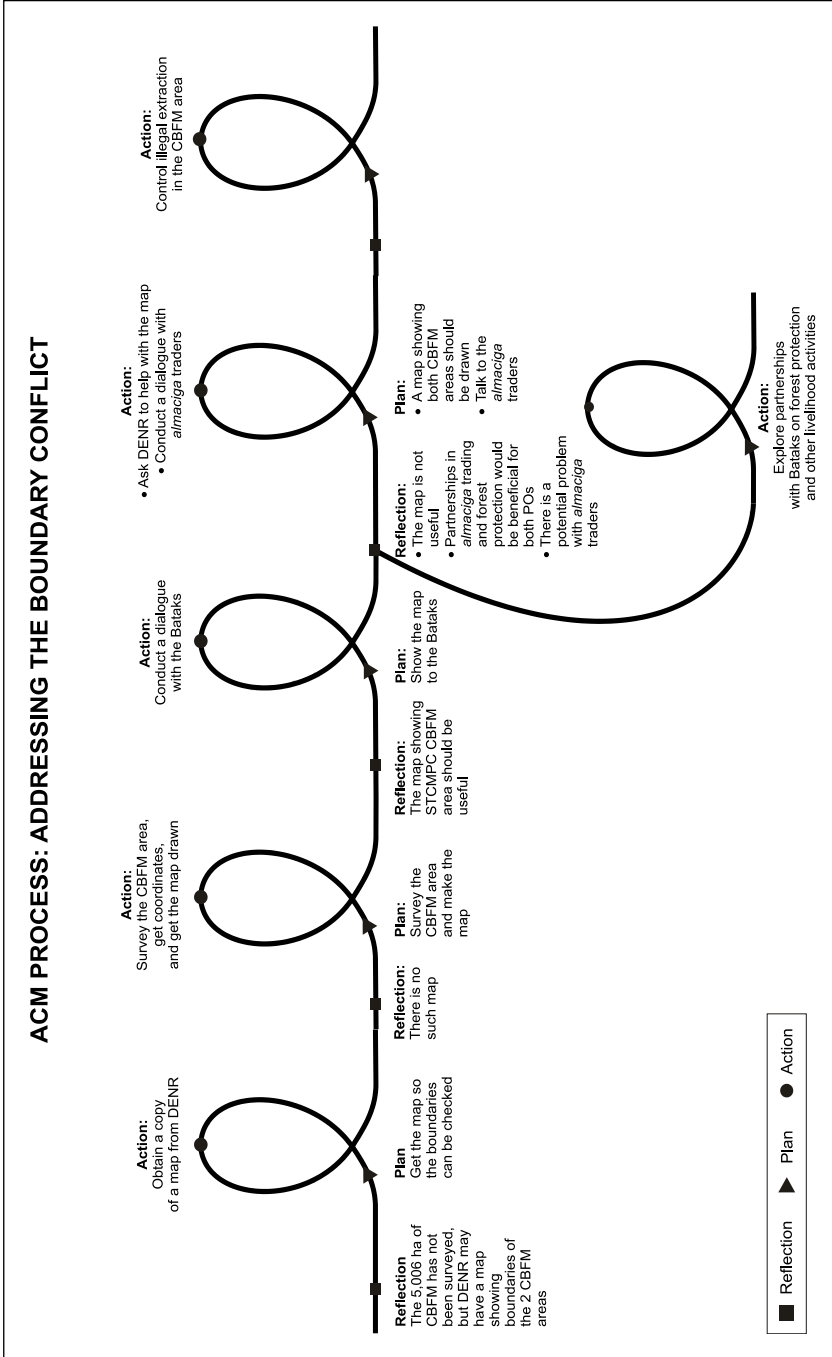 ACM PROCESS: ADDRESSING THE BOUNDARY CONFLICT
Action:
Obtain a copy
of a map from DENR
Action:
Survey the CBFM area,
get coordinates,
and get the map drawn
Action:
Conduct a dialogue
with the Bataks
Action:
• Ask DENR to help with the map
• Conduct a dialogue with
almaciga traders
Action:
Control illegal extraction
in the CBFM area
Reflection
The 5,006 ha of
CBFM has not
been surveyed,
but DENR may
have a map
showing
boundaries of
the 2 CBFM
areas
Plan
Get the map so
the boundaries
can be checked
Reflection:
There is no
such map
Plan:
Survey the
CBFM area
and make the
map
Reflection:
The map showing
STCMPC CBFM
area should be
useful
Plan:
Show the map
to the Bataks
Reflection:
• The map is not
useful
• Partnerships in
almaciga trading
and forest
protection would
be beneficial for
both POs
• There is a
potential problem
with almaciga
traders
Plan:
• A map showing
both CBFM
areas should
be drawn
• Talk to the
almaciga
traders
Action:
Explore partnerships
with Bataks on forest protection
and other livelihood activities
Reflection
Plan
Action